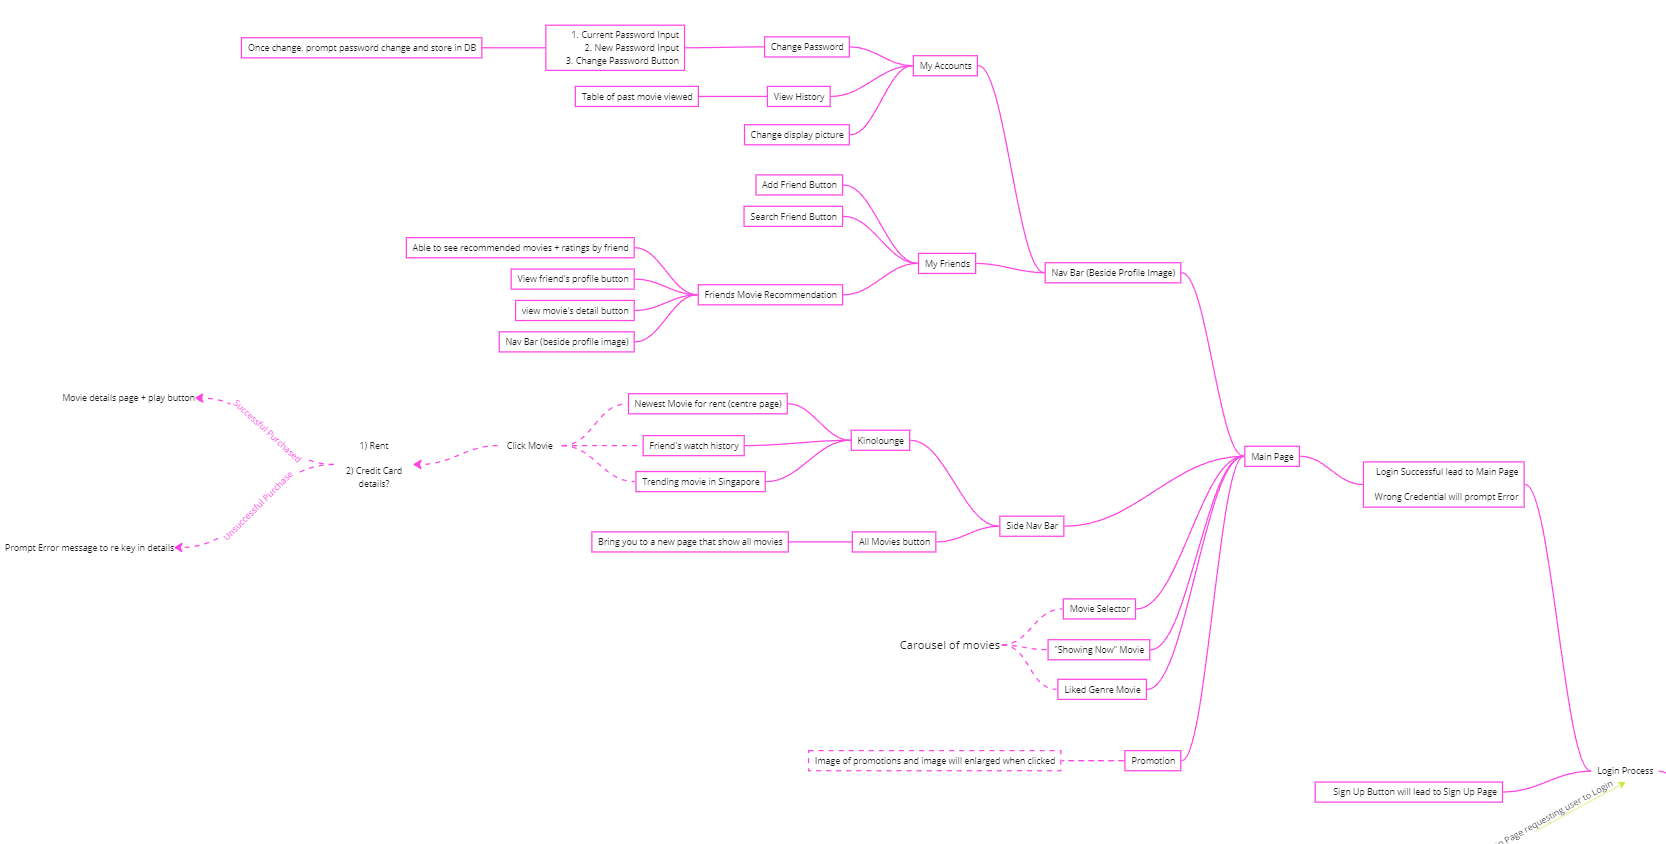 1. Current Password Input
2. New Password Input
3. Change Password Button
Once change, prompt password change and store in DB
Change Password
My Accounts
Table of past movie viewed
View History
Change display picture
Add Friend Button
Search Friend Button
Able to see recommended movies + ratings by friend
My Friends
Nav Bar (Beside Profile Image)
View friend's profile button
Friends Movie Recommendation
view movie's detail button
Nav Bar (beside profile image)
Movie details page + play button
Successful Purchased
Newest Movie for rent (centre page)
Kinolounge
1) Rent
Click Movie
Friend's watch history
Main Page
2) Credit Card
details?
Trending movie in Singapore
Login Successful lead to Main Page
Wrong Credential will prompt Error
Unsuccessful Purchase
Side Nav Bar
Prompt Error message to re key in details
Bring you to a new page that show all movies
All Movies button
Movie Selector
Carousel of movies
"Showing Now" Movie
Liked Genre Movie
Image of promotions and image will enlarged when clicked
Promotion
Login Process
Sign Up Button will lead to Sign Up Page
Page requesting user to Login